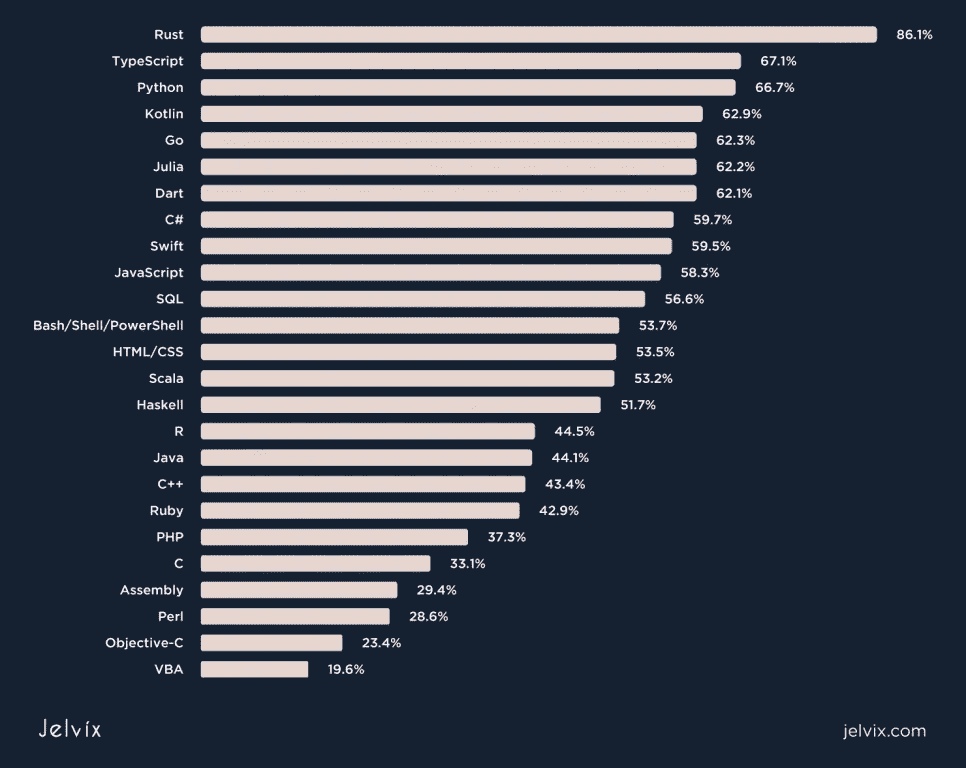 Rust 86.1%
TypeScript 67.1%
Python 66.7%
Kotlin 62.9%
Go 62.3%
Julia 62.2%
Dart 62.1%
C# 59.7%
Swift 59.5%
JavaScript 58.3%
SQL 56.6%
Bash/Shell/PowerShell 53.7%
HTML/CSS 53.5%
Scala 53.2%
Haskell 51.7%
R 44.5%
Java 44.1%
C++ 43.4%
Ruby 42.9%
PHP 37.3%
C 33.1%
Assembly 29.4%
Perl 28.6%
Objective-C 23.4%
VBA 19.6%
Jelvix jelvix.com